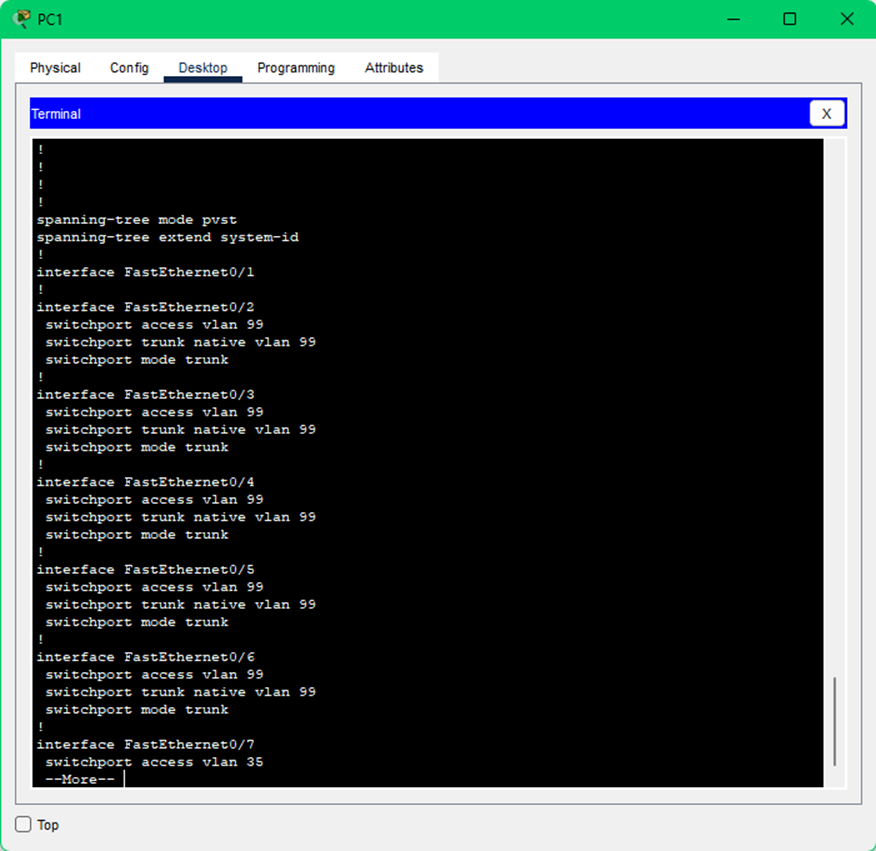 PC1
Physical Config Desktop Programming Attributes
Terminal X
!
!
!
!
spanning-tree mode pvst
spanning-tree extend system-id
!
interface FastEthernet0/1
!
interface FastEthernet0/2
 switchport access vlan 99
 switchport trunk native vlan 99
 switchport mode trunk
!
interface FastEthernet0/3
 switchport access vlan 99
 switchport trunk native vlan 99
 switchport mode trunk
!
interface FastEthernet0/4
 switchport access vlan 99
 switchport trunk native vlan 99
 switchport mode trunk
!
interface FastEthernet0/5
 switchport access vlan 99
 switchport trunk native vlan 99
 switchport mode trunk
!
interface FastEthernet0/6
 switchport access vlan 99
 switchport trunk native vlan 99
 switchport mode trunk
!
interface FastEthernet0/7
 switchport access vlan 35
 --More--
Top